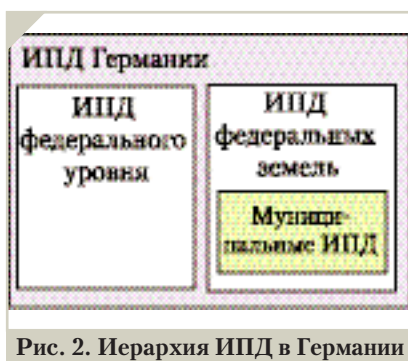 ИПД Германии
ИПД
федерального
уровня
ИПД
федеральных
земель
Муници-
пальные ИПД
Рис. 2. Иерархия ИПД в Германии